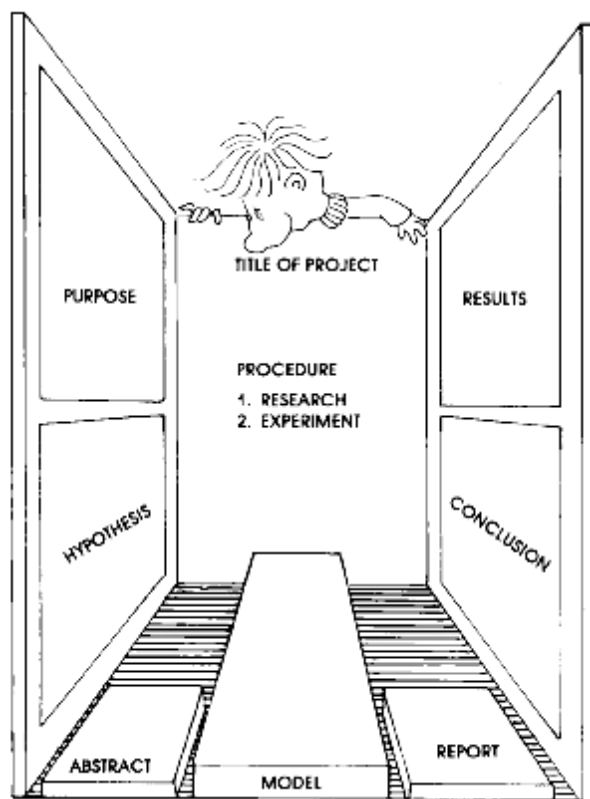 TITLE OF PROJECT
PURPOSE
RESULTS
PROCEDURE
1. RESEARCH
2. EXPERIMENT
HYPOTHESIS
CONCLUSION
ABSTRACT
MODEL
REPORT